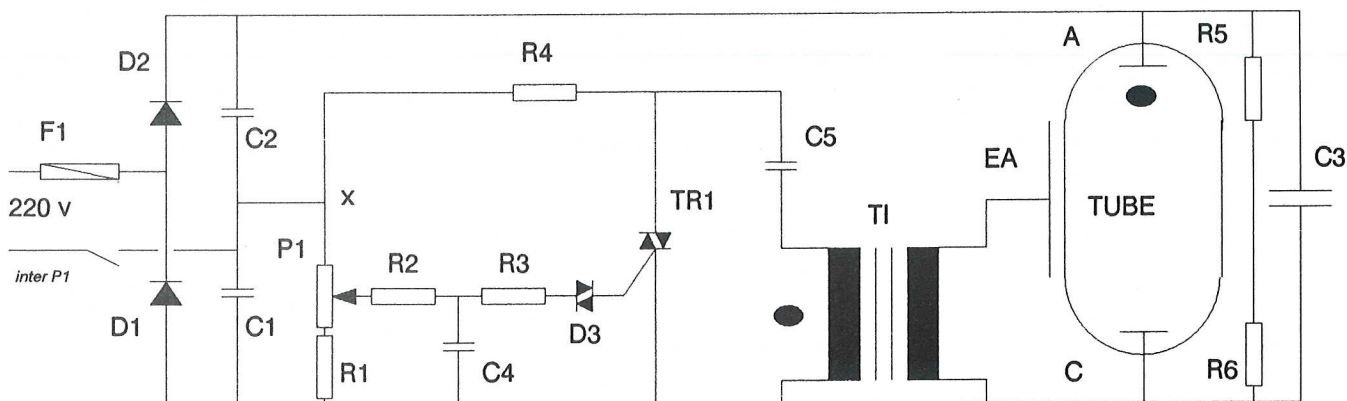 D2
F1
220 v
inter P1
D1
C2
C1
x
P1
R1
R2
C4
R3
D3
R4
TR1
C5
TI
EA
A
TUBE
C
R5
R6
C3